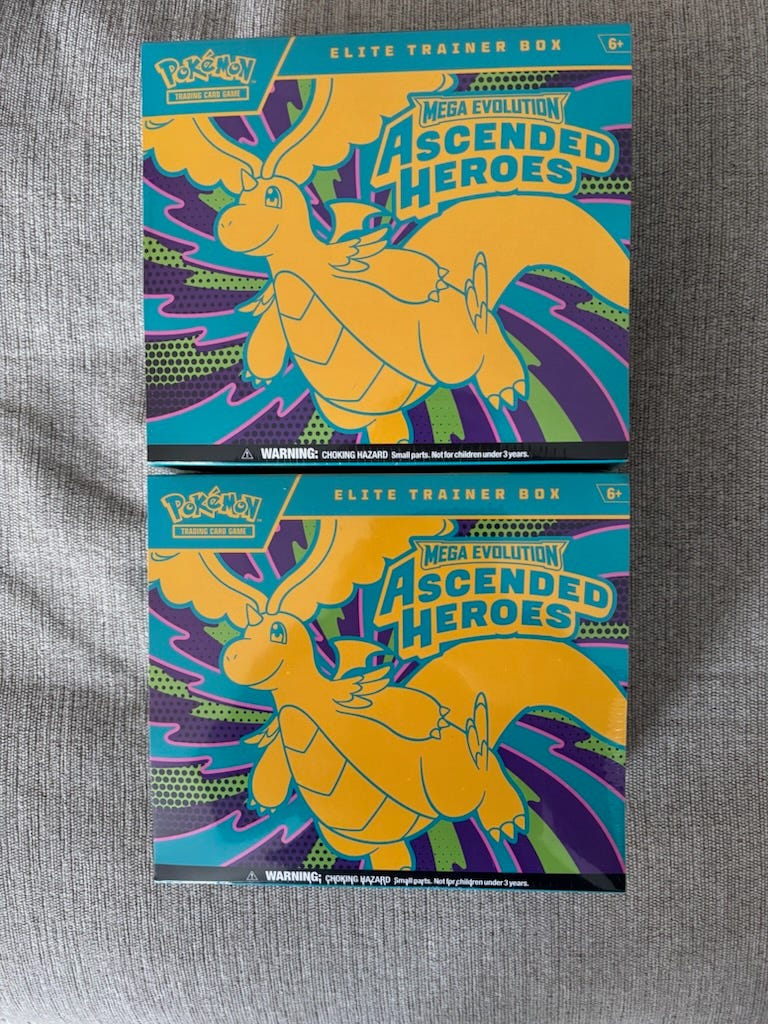 ELITE TRAINER BOX
6+
POKéMON
TRADING CARD GAME
MEGA EVOLUTION
ASCENDED
HEROES
WARNING: CHOKING HAZARD Small parts. Not for children under 3 years.
ELITE TRAINER BOX
6+
POKéMON
TRADING CARD GAME
MEGA EVOLUTION
ASCENDED
HEROES
WARNING: CHOKING HAZARD Small parts. Not for children under 3 years.